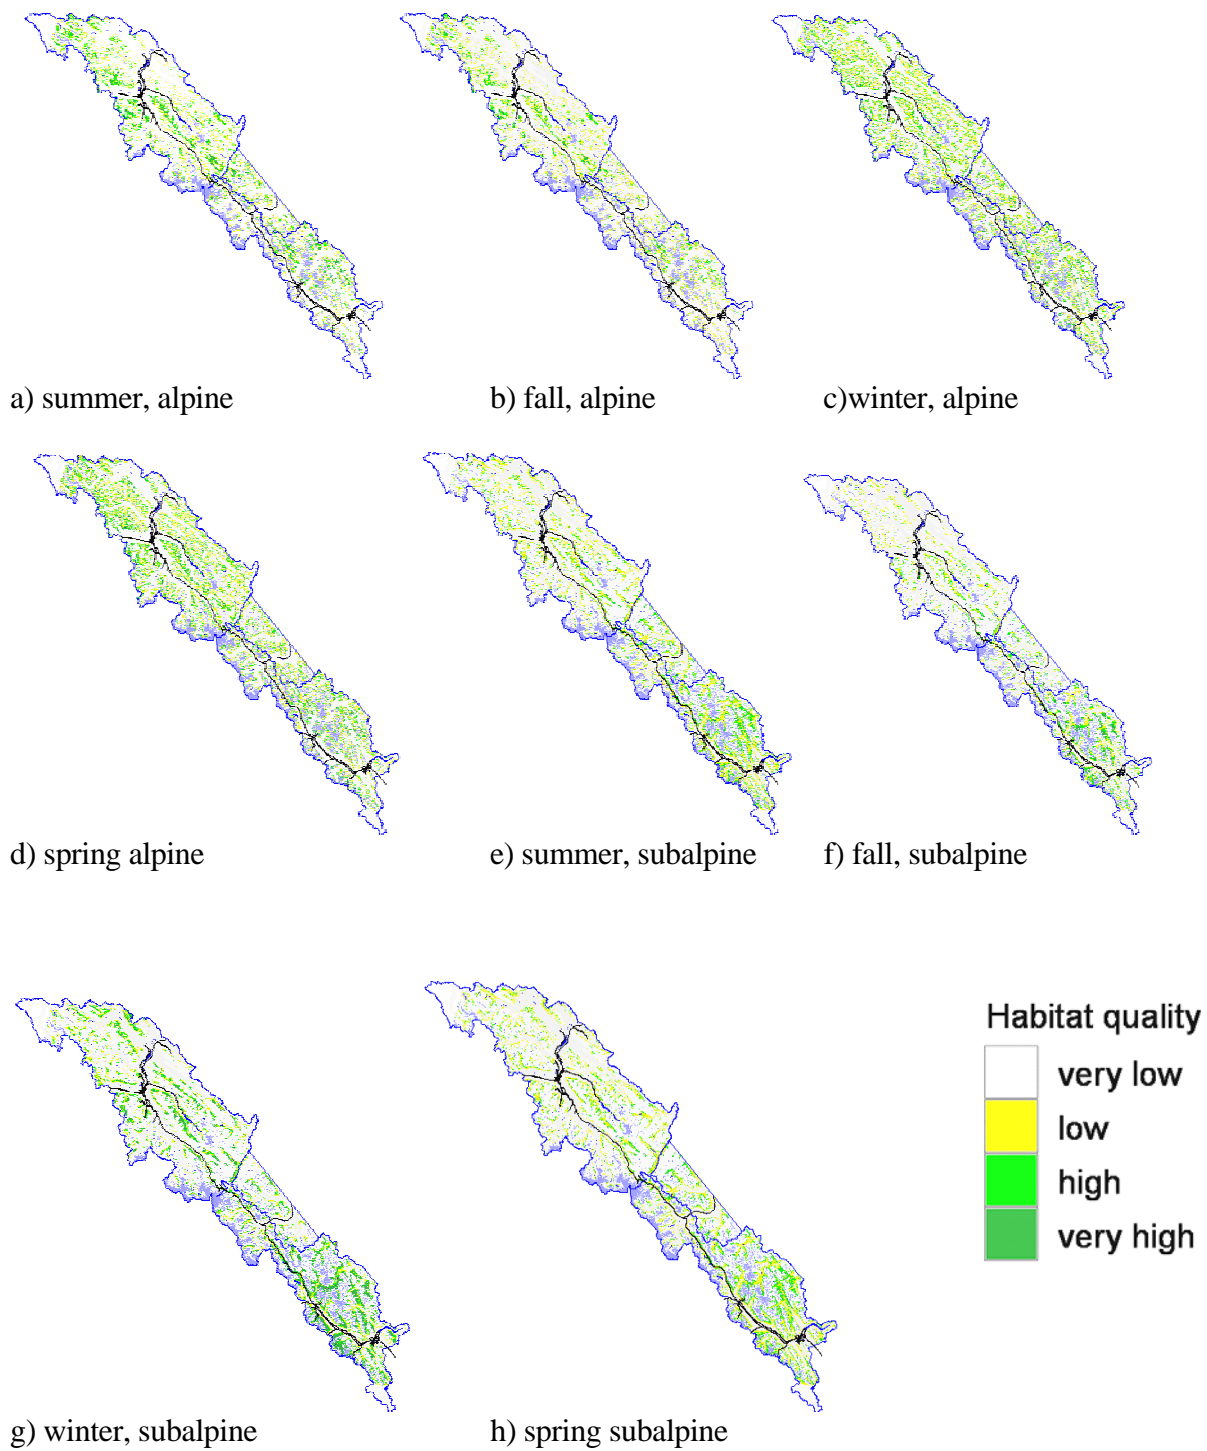 a) summer, alpine
b) fall, alpine
c)winter, alpine
d) spring alpine
e) summer, subalpine
f) fall, subalpine
Habitat quality
very low
low
high
very high
g) winter, subalpine
h) spring subalpine